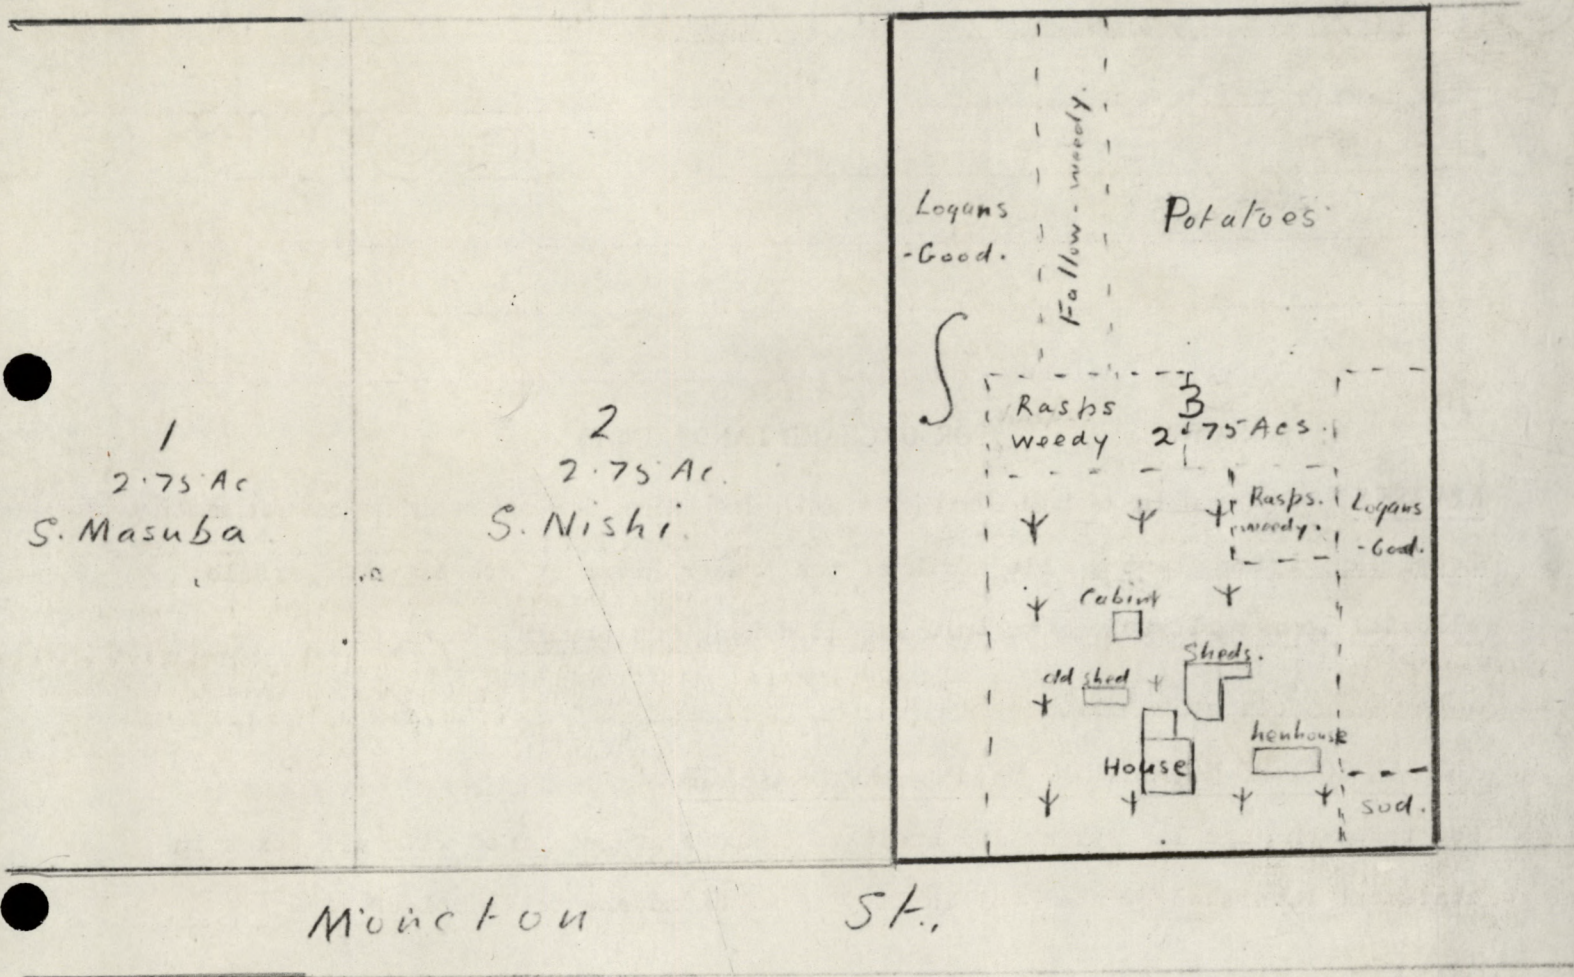 1
2.75 Ac
S. Masuba
2
2.75 Ac.
S. Nishi
Logans
-Good.
Fallow - weedy.
Potatoes
Rasps
weedy
3
2.75 Acs.
Rasps.
weedy.
Logans
-Good.
Cabin
Sheds.
old shed
henhouse
House
Sod.
Moncton St.,